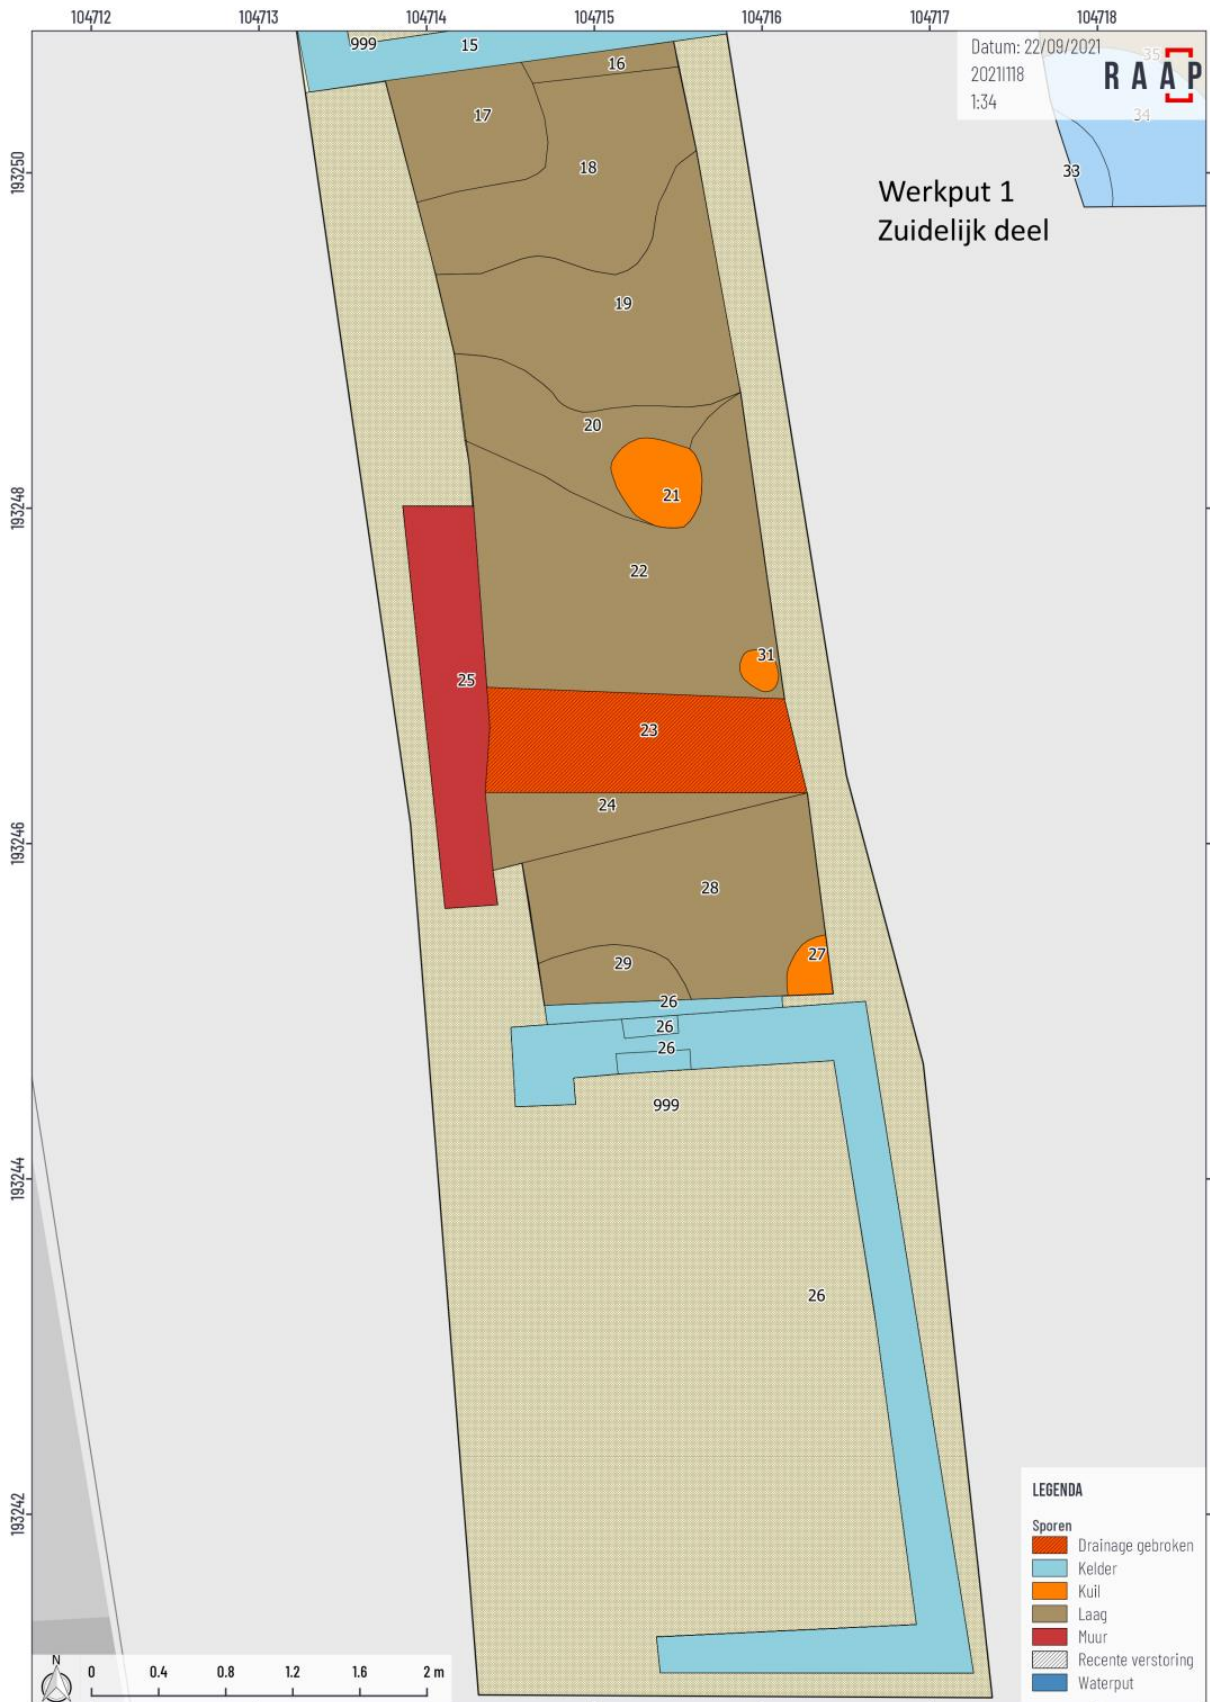 104712 104713 104714 104715 104716 104717 104718
Datum: 22/09/2021
2021I118
1:34
RAAP
999 15
35
16
17
34
18
33
193250
Werkput 1
Zuidelijk deel
19
20
21
193248
22
31
25
23
24
193246
28
27
29
26
26
26
999
193244
26
193242
LEGENDA
Sporen
Drainage gebroken
Kelder
Kuil
Laag
Muur
Recente verstoring
Waterput
N
0 0.4 0.8 1.2 1.6 2 m